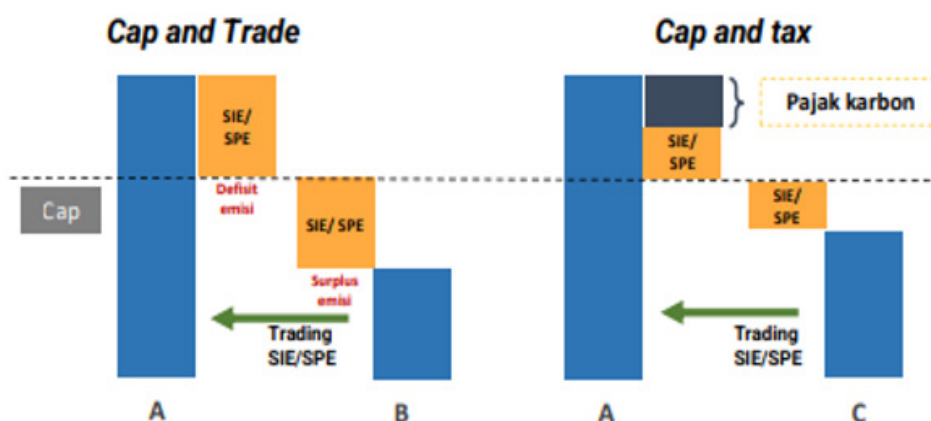 Cap and Trade
SIE/
SPE
Defisit
emisi
Cap
SIE/ SPE
Surplus
emisi
Trading
SIE/SPE
A
B
Cap and tax
Pajak karbon
SIE/
SPE
SIE/
SPE
Trading
SIE/SPE
A
C